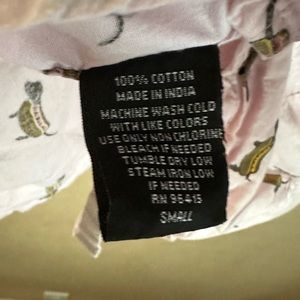 100% COTTON
MADE IN INDIA
MACHINE WASH COLD
WITH LIKE COLORS
USE ONLY NON CHLORINE
BLEACH IF NEEDED
TUMBLE DRY LOW
STEAM IRON LOW
IF NEEDED
RN 96415
SMALL